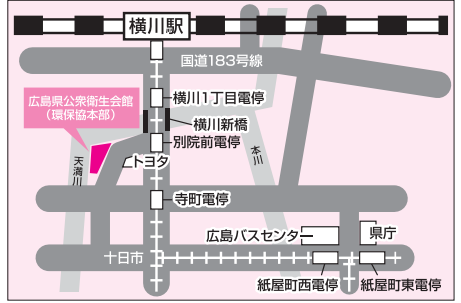 横川駅
国道183号線
広島県公衆衛生会館
（環保協本部）
横川1丁目電停
横川新橋
別院前電停
トヨタ
天満川
本川
寺町電停
広島バスセンター
県庁
十日市
紙屋町西電停
紙屋町東電停